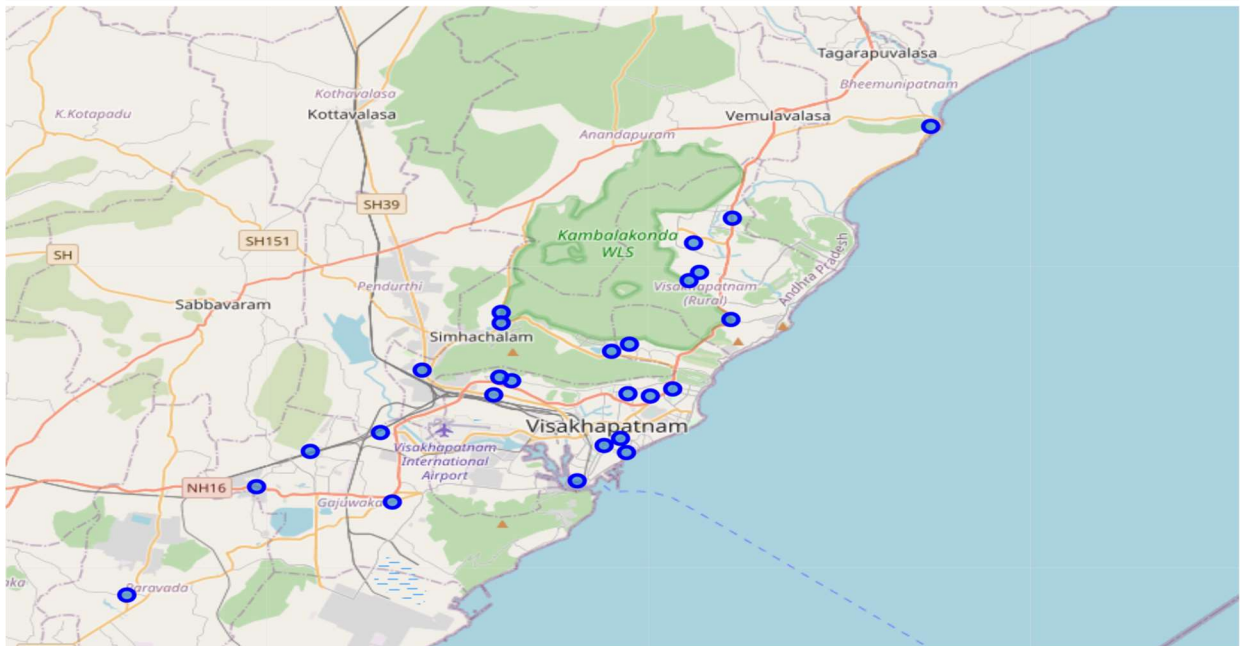 Tagarapuvalasa
Bheemunipatnam
Kothavalasa
K.Kotapadu
Kottavalasa
Vemulavalasa
Anandapuram
SH39
Kambalakonda
WLS
SH151
SH
Andhra Pradesh
Pendurthi
Visakhapatnam
(Rural)
Sabbavaram
Simhachalam
Visakhapatnam
Visakhapatnam
International
Airport
NH16
Gajuwaka
aka
Paravada